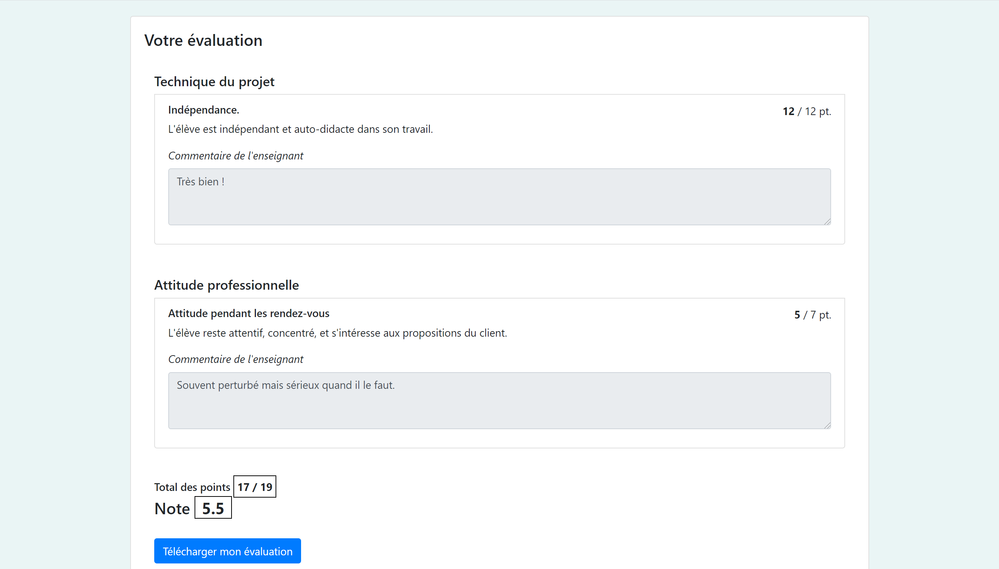 Votre évaluation
Technique du projet
Indépendance.
12 / 12 pt.
L'élève est indépendant et auto-didacte dans son travail.
Commentaire de l'enseignant
Très bien !
Attitude professionnelle
Attitude pendant les rendez-vous
5 / 7 pt.
L'élève reste attentif, concentré, et s'intéresse aux propositions du client.
Commentaire de l'enseignant
Souvent perturbé mais sérieux quand il le faut.
Total des points 17 / 19
Note 5.5
Télécharger mon évaluation